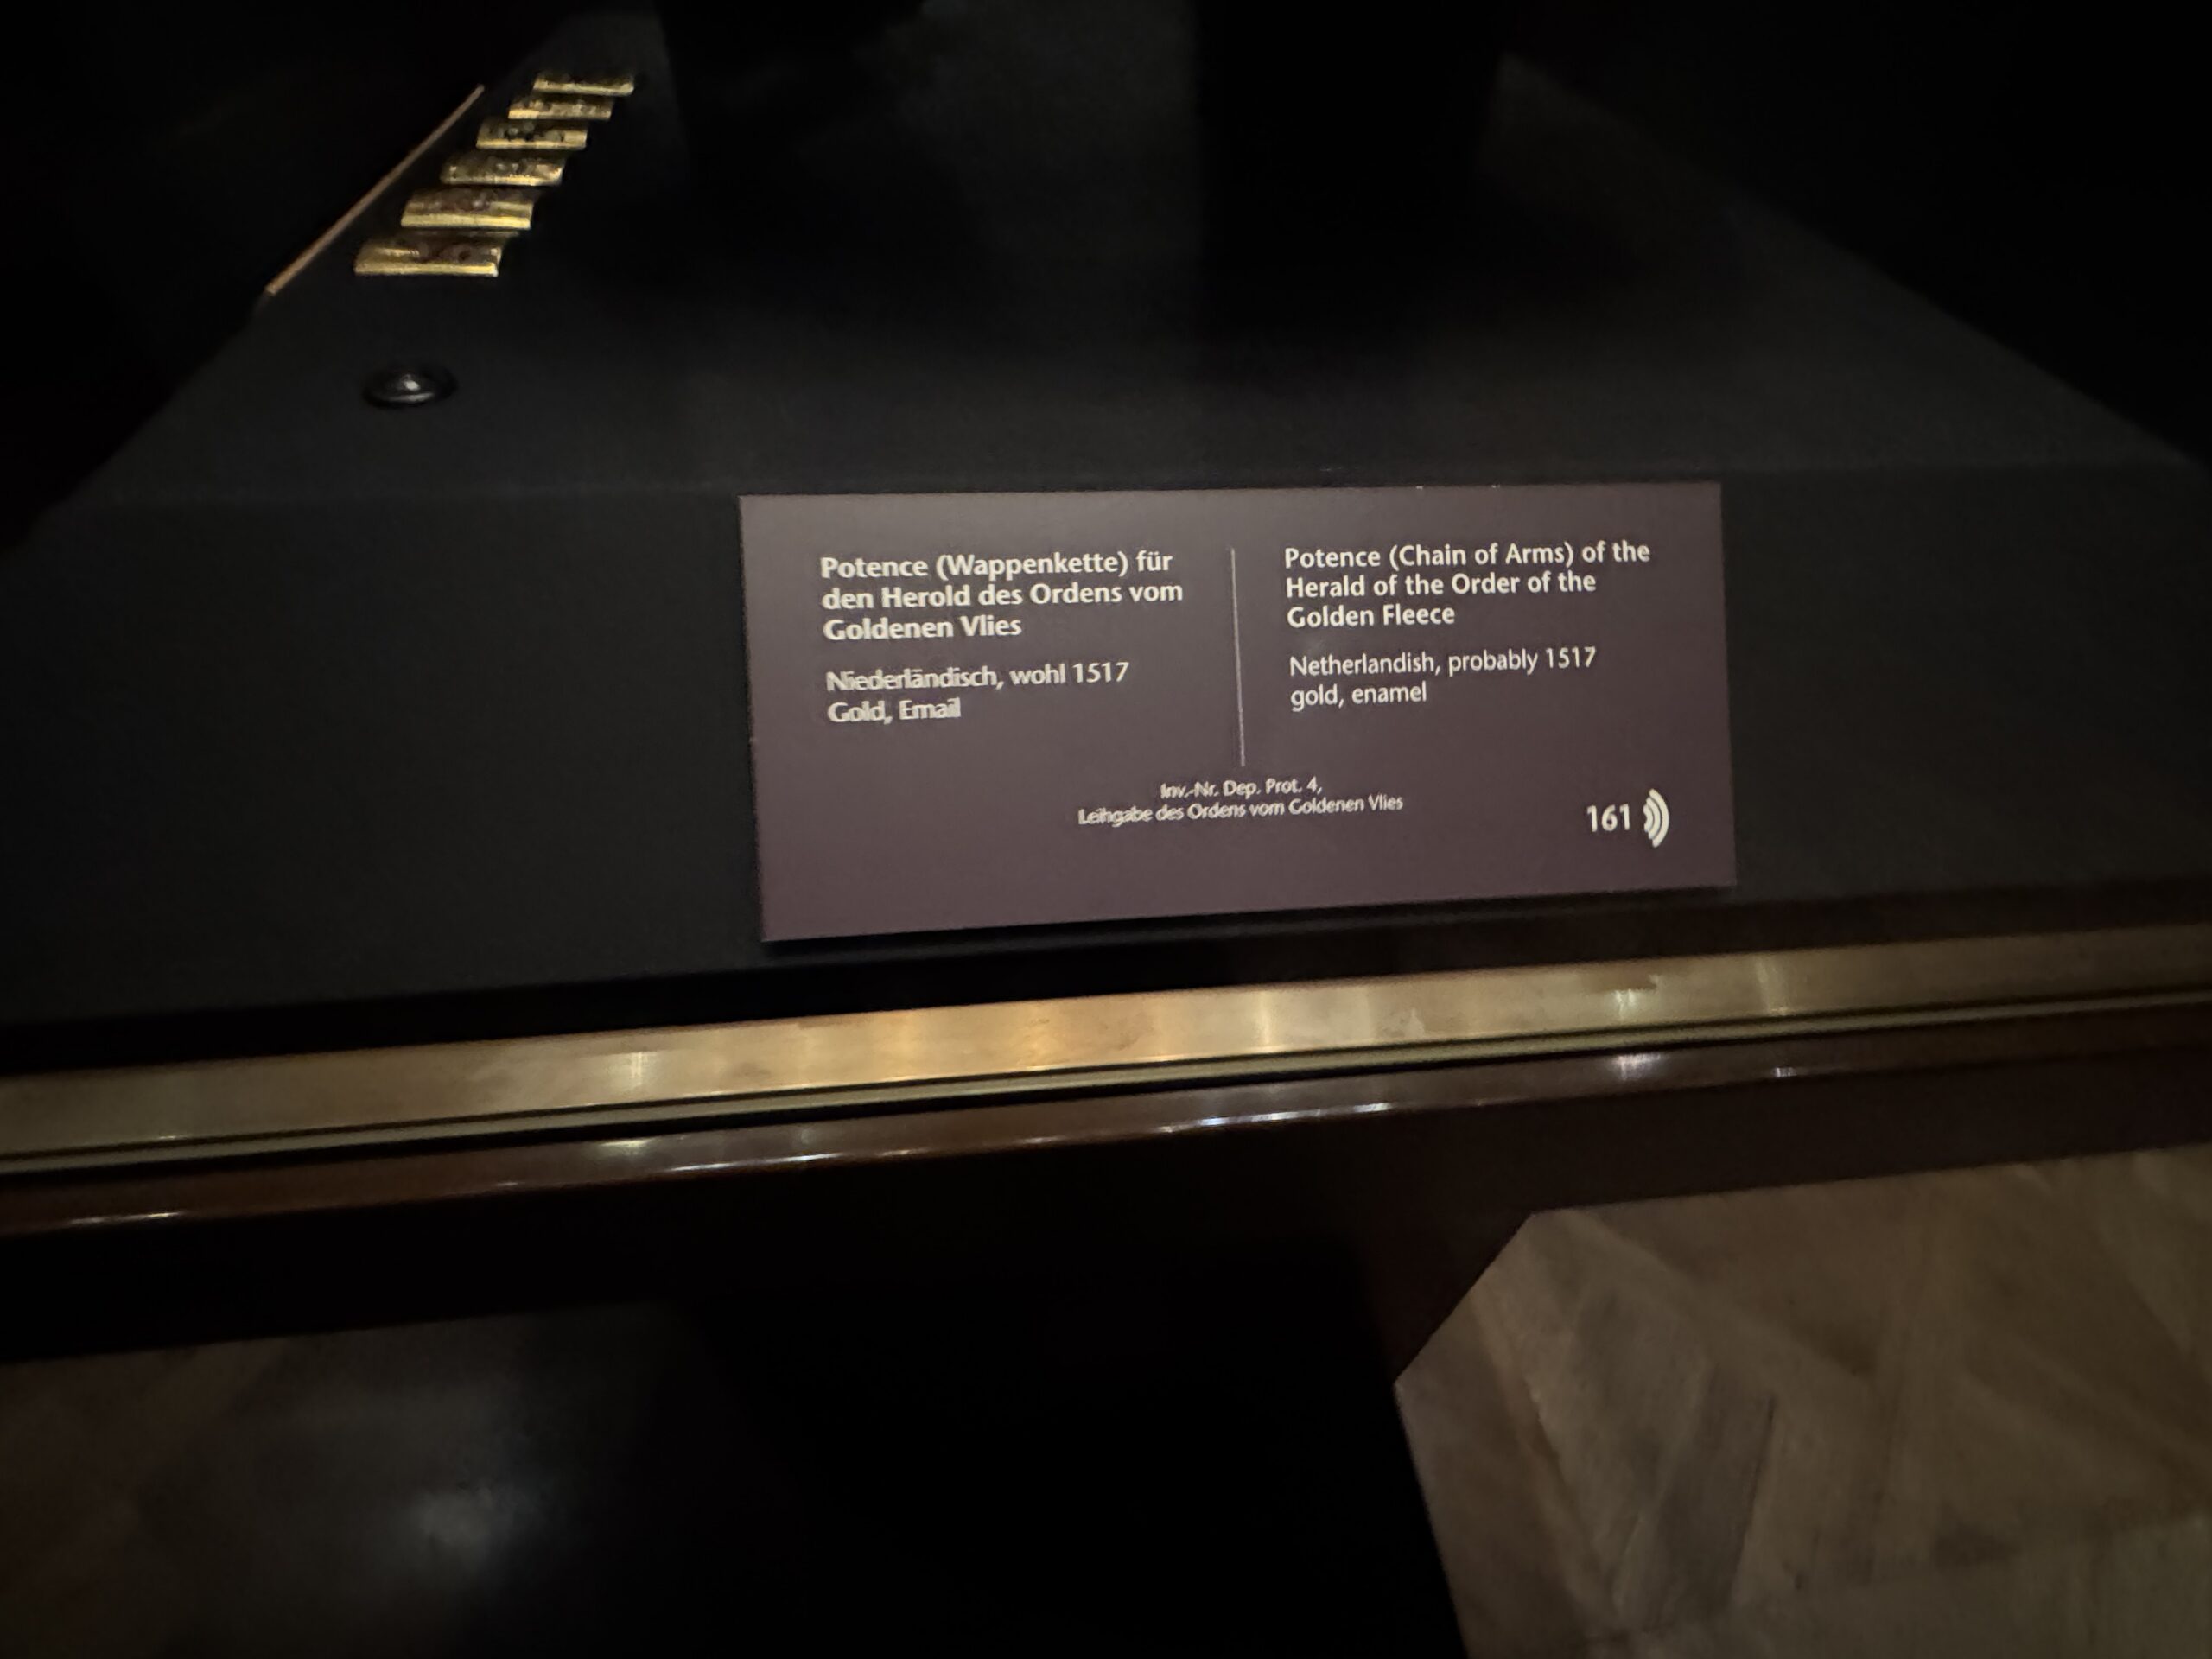 Potence (Wappenkette) für
den Herold des Ordens vom
Goldenen Vlies
Niederländisch, wohl 1517
Gold, Email
Potence (Chain of Arms) of the
Herald of the Order of the
Golden Fleece
Netherlandish, probably 1517
gold, enamel
Inv.-Nr. Dep. Prot. 4,
Leihgabe des Ordens vom Goldenen Vlies
161